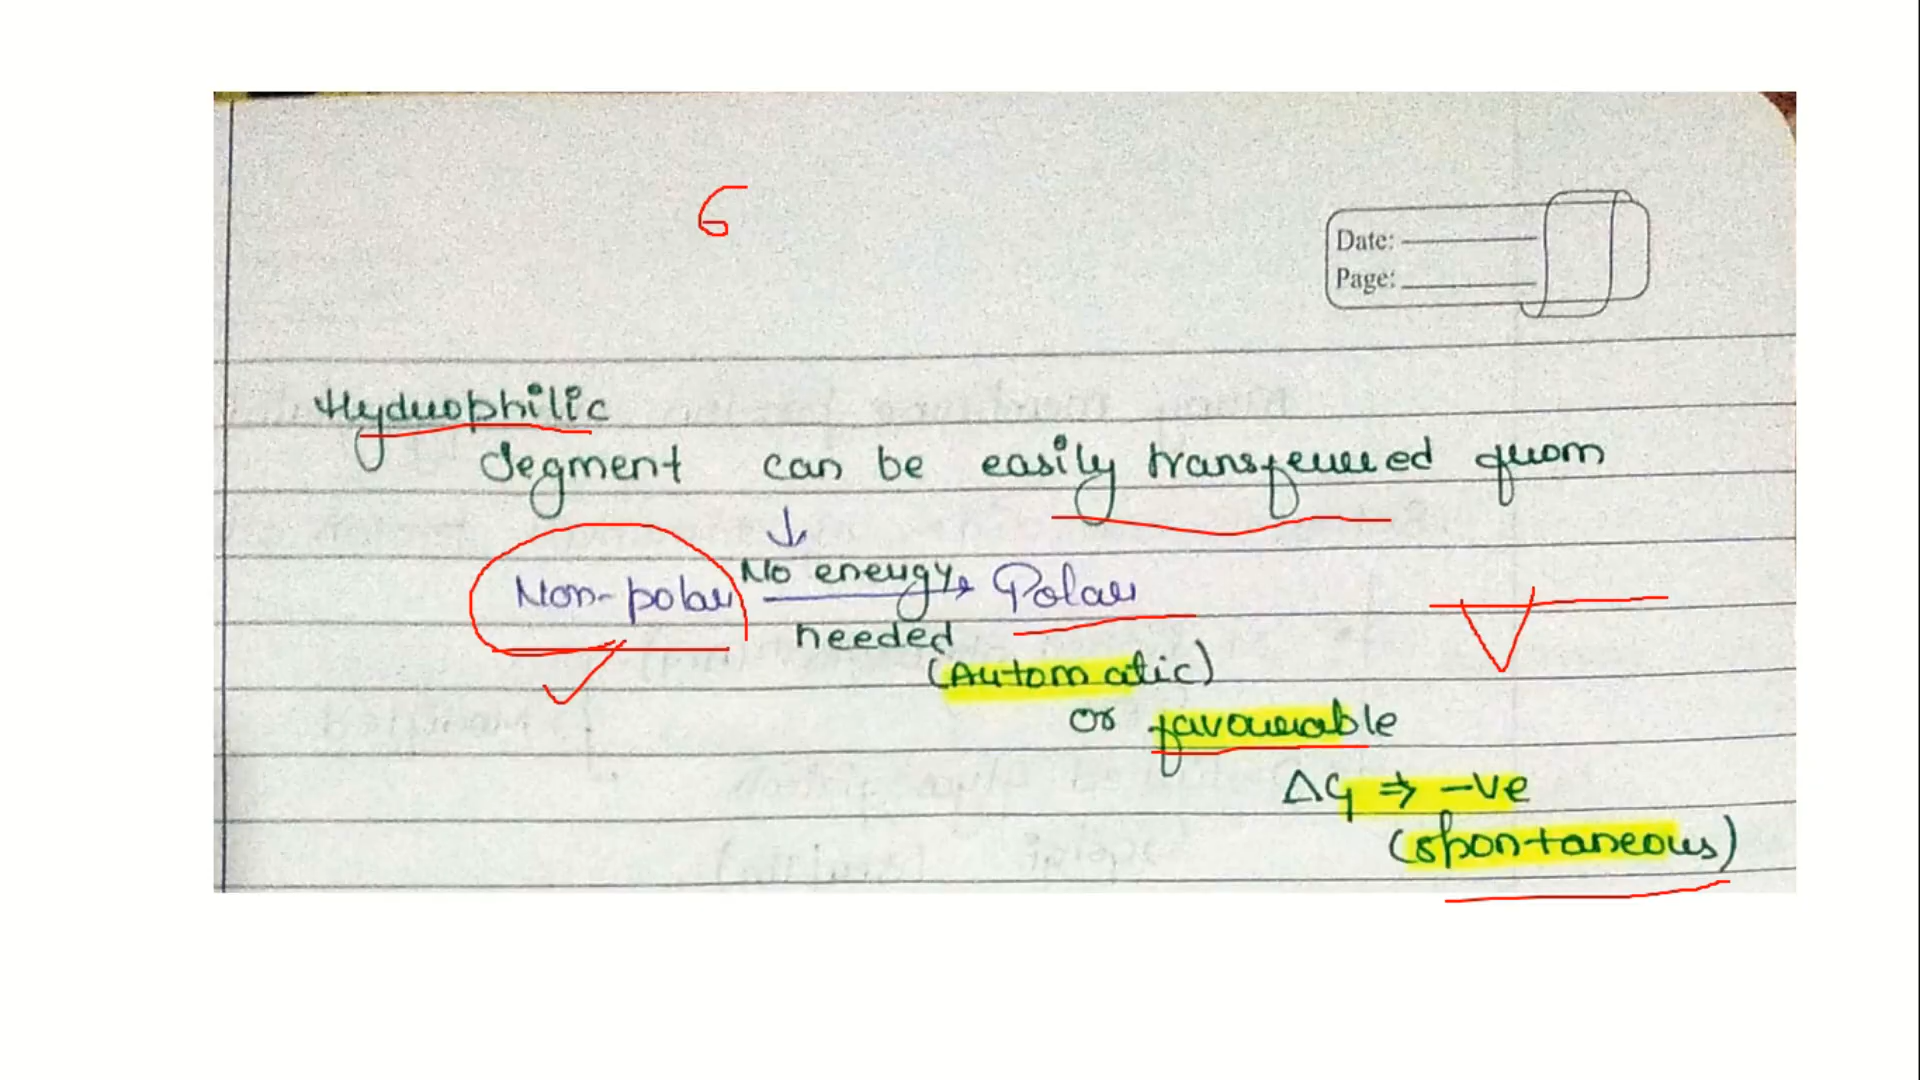 6
Date:
Page:
Hydrophilic
segment can be easily transferred from
Non-polar No energy needed Polar
(Automatic)
or favourable
ΔG ⇒ -ve
(spontaneous)